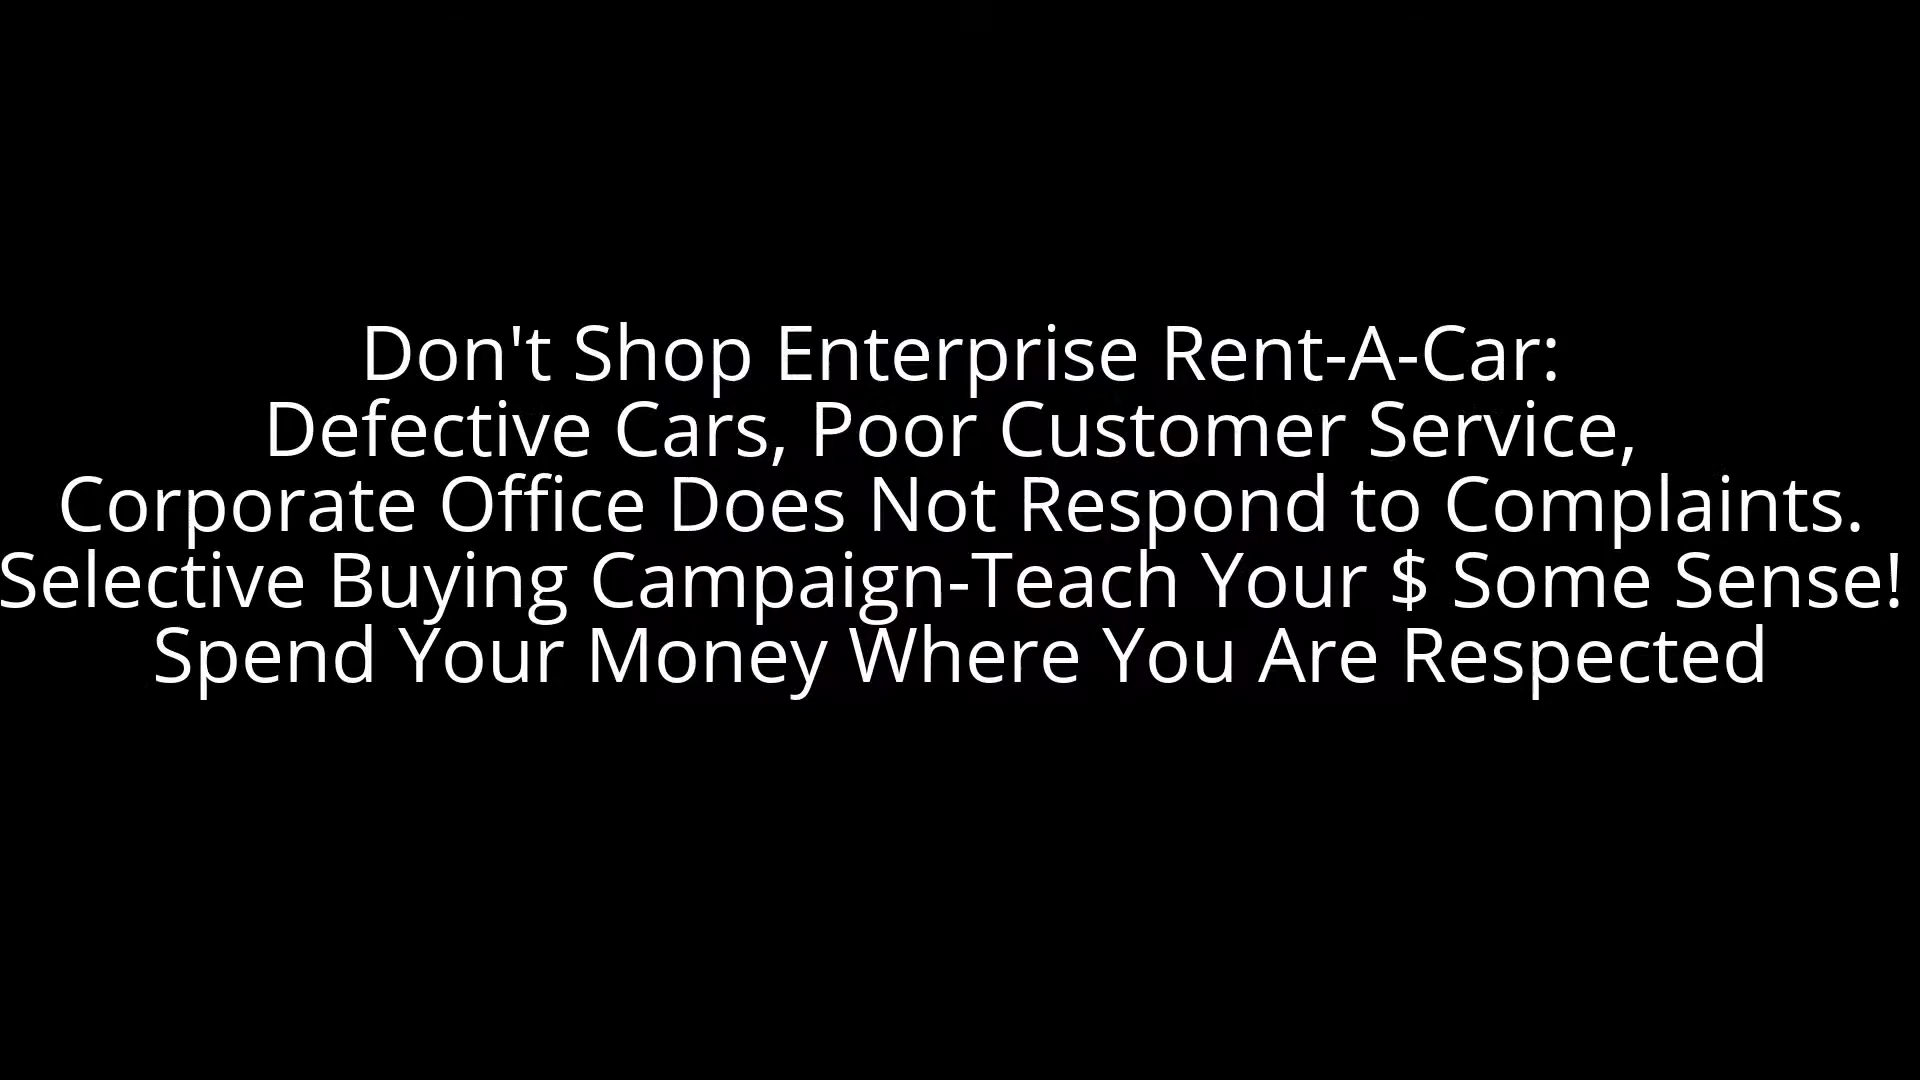 Don't Shop Enterprise Rent-A-Car:
Defective Cars, Poor Customer Service,
Corporate Office Does Not Respond to Complaints.
Selective Buying Campaign-Teach Your $ Some Sense!
Spend Your Money Where You Are Respected